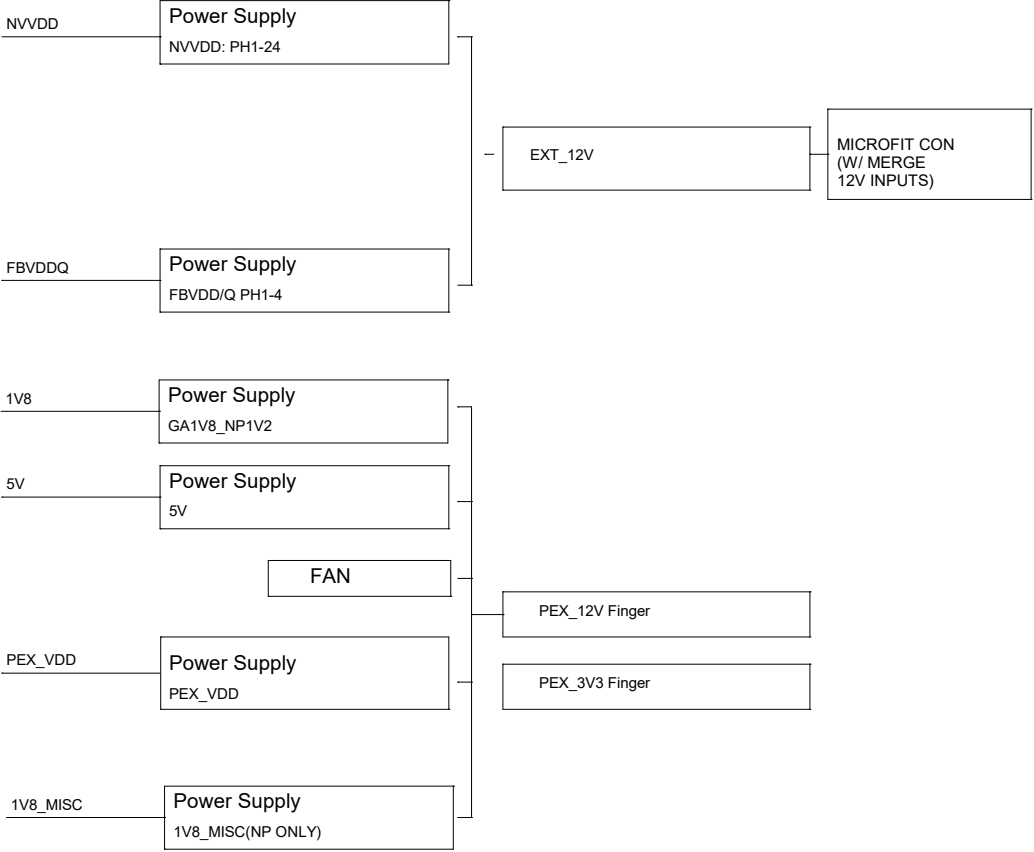 NVVDD
Power Supply
NVVDD: PH1-24
EXT_12V
MICROFIT CON
(W/ MERGE
12V INPUTS)
FBVDDQ
Power Supply
FBVDD/Q PH1-4
1V8
Power Supply
GA1V8_NP1V2
5V
Power Supply
5V
FAN
PEX_12V Finger
PEX_VDD
Power Supply
PEX_VDD
PEX_3V3 Finger
1V8_MISC
Power Supply
1V8_MISC(NP ONLY)